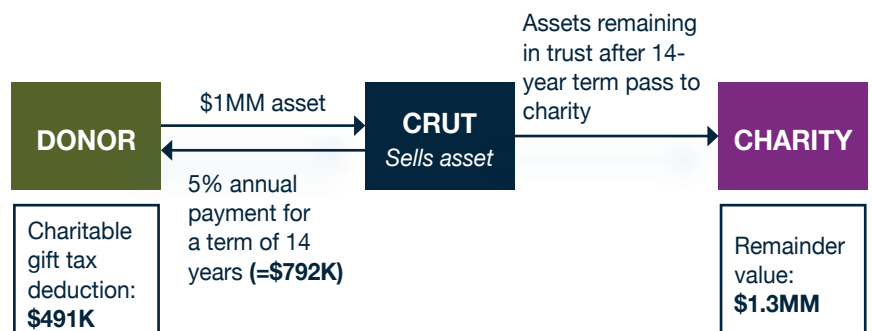 Assets remaining
in trust after 14-
year term pass to
charity
$1MM asset
DONOR
CRUT
Sells asset
CHARITY
5% annual
payment for
a term of 14
years (=$792K)
Charitable
gift tax
deduction:
$491K
Remainder
value:
$1.3MM